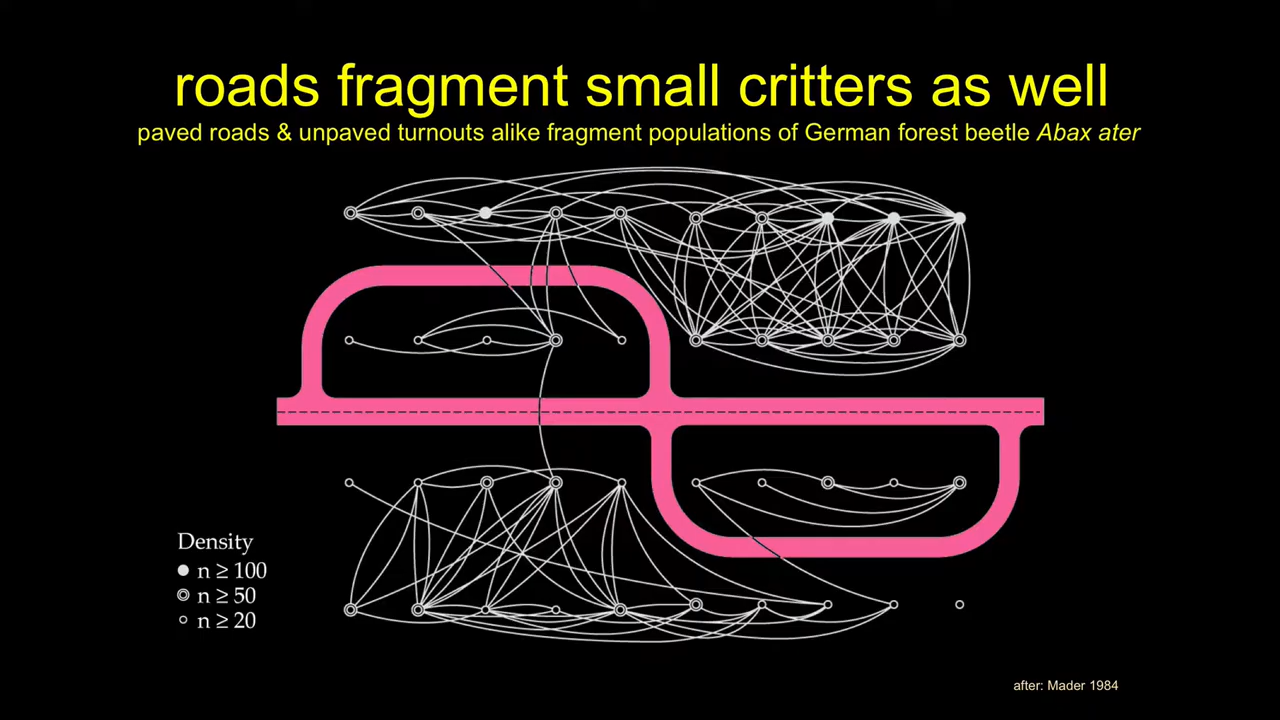 roads fragment small critters as well
paved roads & unpaved turnouts alike fragment populations of German forest beetle Abax ater
Density
n ≥ 100
n ≥ 50
n ≥ 20
after: Mader 1984